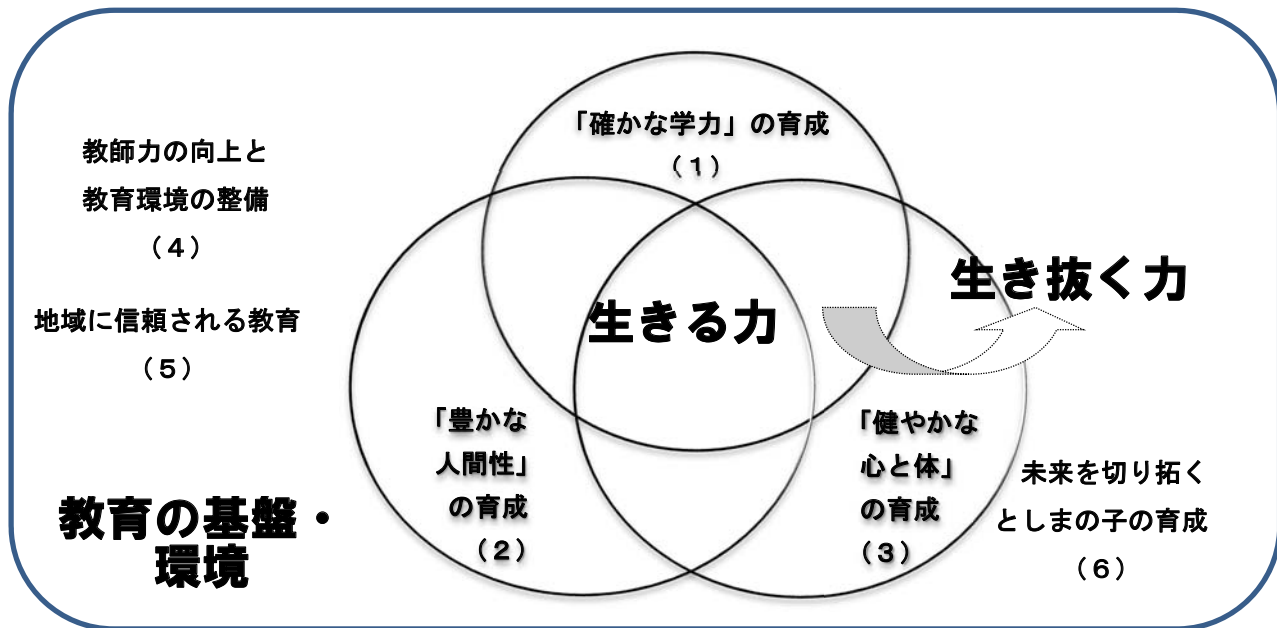 「確かな学力」の育成
（１）
教師力の向上と
教育環境の整備
（４）
地域に信頼される教育
（５）
生きる力
生き抜く力
「豊かな
人間性」
の育成
（２）
「健やかな
心と体」
の育成
（３）
未来を切り拓く
としまの子の育成
（６）
教育の基盤・
環境